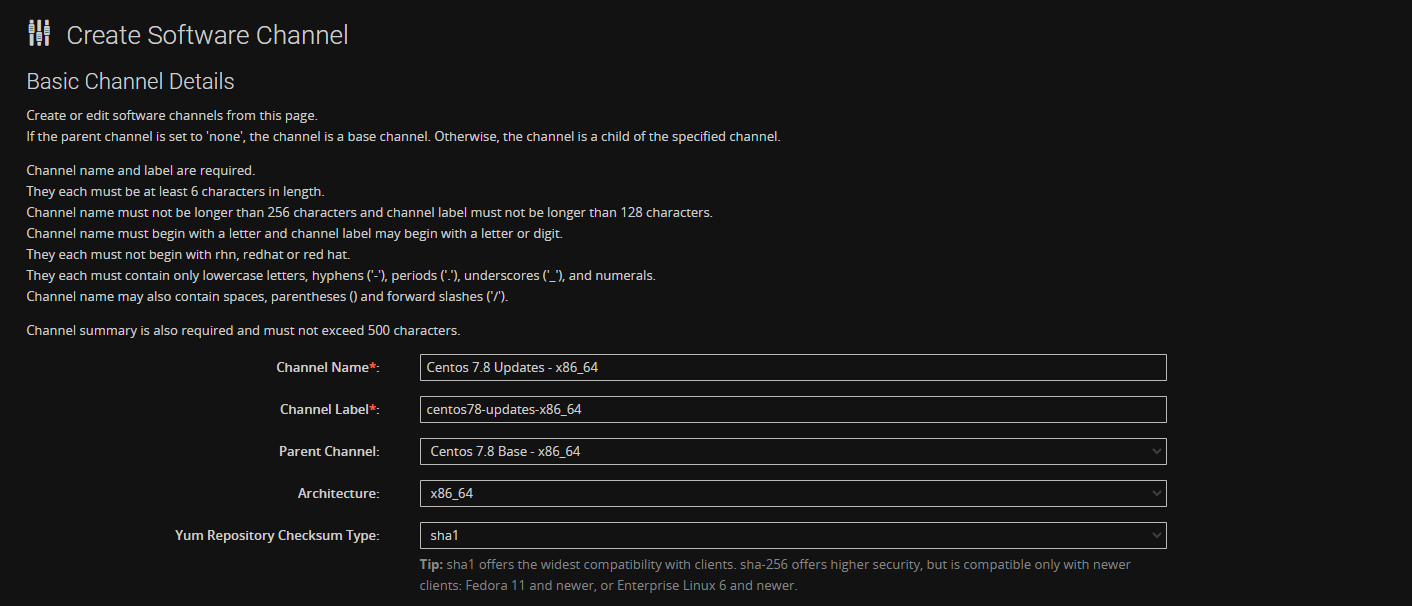 Create Software Channel
Basic Channel Details
Create or edit software channels from this page.
If the parent channel is set to 'none', the channel is a base channel. Otherwise, the channel is a child of the specified channel.
Channel name and label are required.
They each must be at least 6 characters in length.
Channel name must not be longer than 256 characters and channel label must not be longer than 128 characters.
Channel name must begin with a letter and channel label may begin with a letter or digit.
They each must not begin with rhn, redhat or red hat.
They each must contain only lowercase letters, hyphens ('-'), periods ('.'), underscores ('_'), and numerals.
Channel name may also contain spaces, parentheses () and forward slashes ('/').
Channel summary is also required and must not exceed 500 characters.
Channel Name*: Centos 7.8 Updates - x86_64
Channel Label*: centos78-updates-x86_64
Parent Channel: Centos 7.8 Base - x86_64
Architecture: x86_64
Yum Repository Checksum Type: sha1
Tip: sha1 offers the widest compatibility with clients. sha-256 offers higher security, but is compatible only with newer
clients: Fedora 11 and newer, or Enterprise Linux 6 and newer.